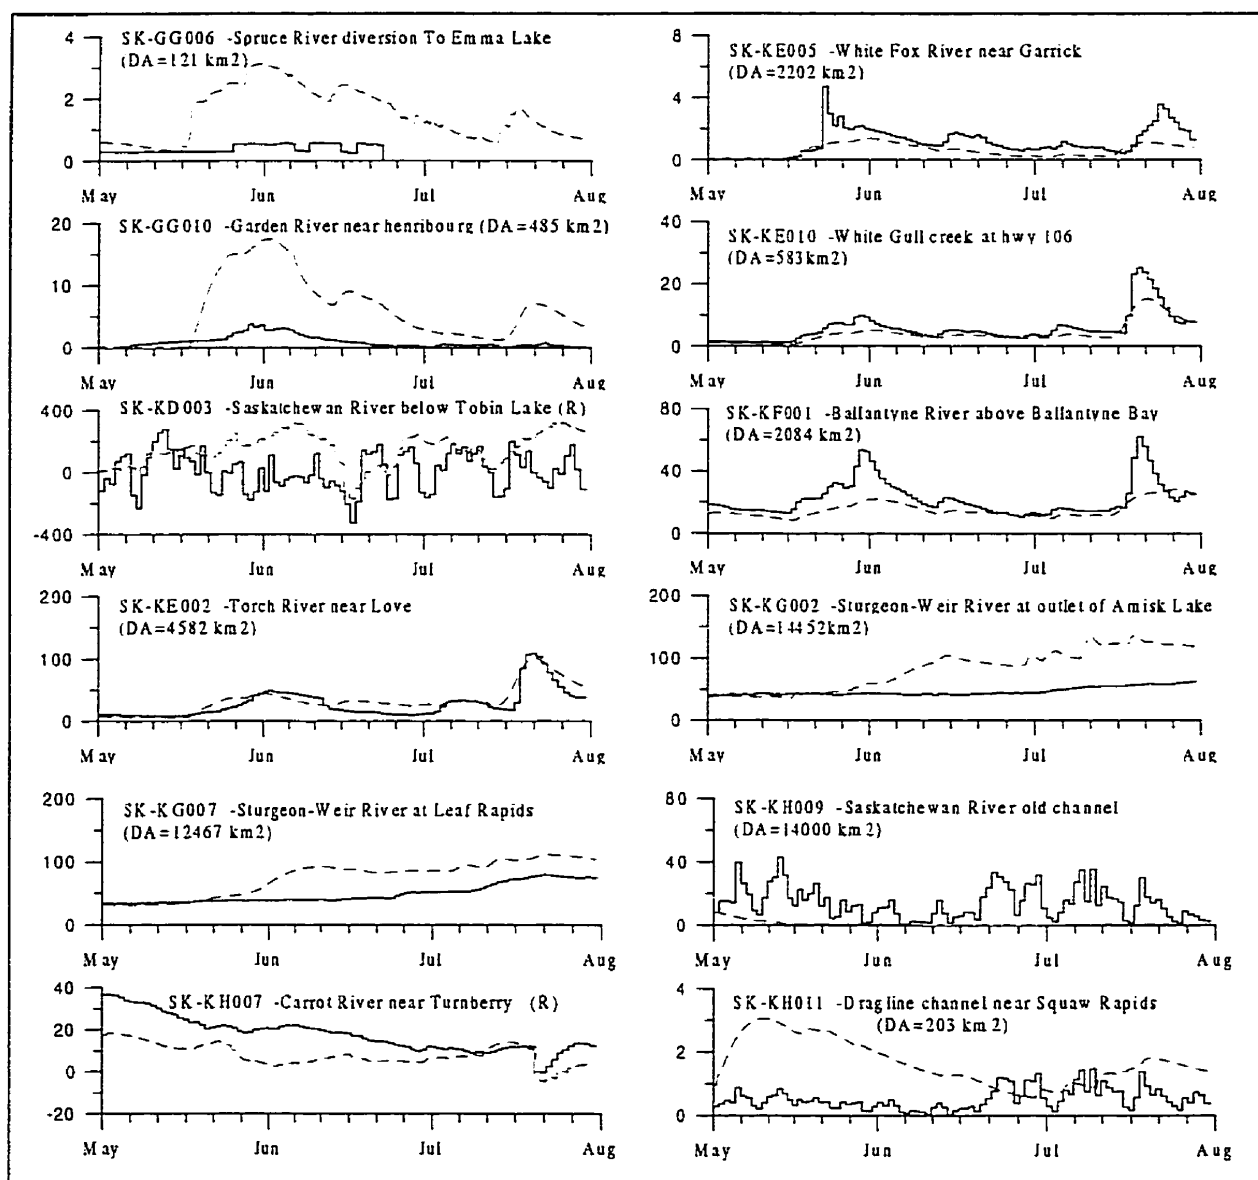 4
SK-GG006 -Spruce River diversion To Emma Lake
(DA=121 km2)
2
0
May Jun Jul Aug
8
SK-KE005 -White Fox River near Garrick
(DA=2202 km2)
4
0
May Jun Jul Aug
20
SK-GG010 -Garden River near henribourg (DA=485 km2)
10
0
May Jun Jul Aug
40
SK-KE010 -White Gull creek at hwy 106
(DA=583km2)
20
0
May Jun Jul Aug
400
SK-KD003 -Saskatchewan River below Tobin Lake (R)
0
-400
May Jun Jul Aug
80
SK-KF001 -Ballantyne River above Ballantyne Bay
(DA=2084 km2)
40
0
May Jun Jul Aug
200
SK-KE002 -Torch River near Love
(DA=4582 km2)
100
0
May Jun Jul Aug
200
SK-KG002 -Sturgeon-Weir River at outlet of Amisk Lake
(DA=14452km2)
100
0
May Jun Jul Aug
200
SK-KG007 -Sturgeon-Weir River at Leaf Rapids
(DA=12467 km2)
100
0
May Jun Jul Aug
80
SK-KH009 -Saskatchewan River old channel
(DA=14000 km2)
40
0
May Jun Jul Aug
40
SK-KH007 -Carrot River near Turnberry (R)
20
0
-20
May Jun Jul Aug
4
SK-KH011 -Dragline channel near Squaw Rapids
(DA=203 km2)
2
0
May Jun Jul Aug